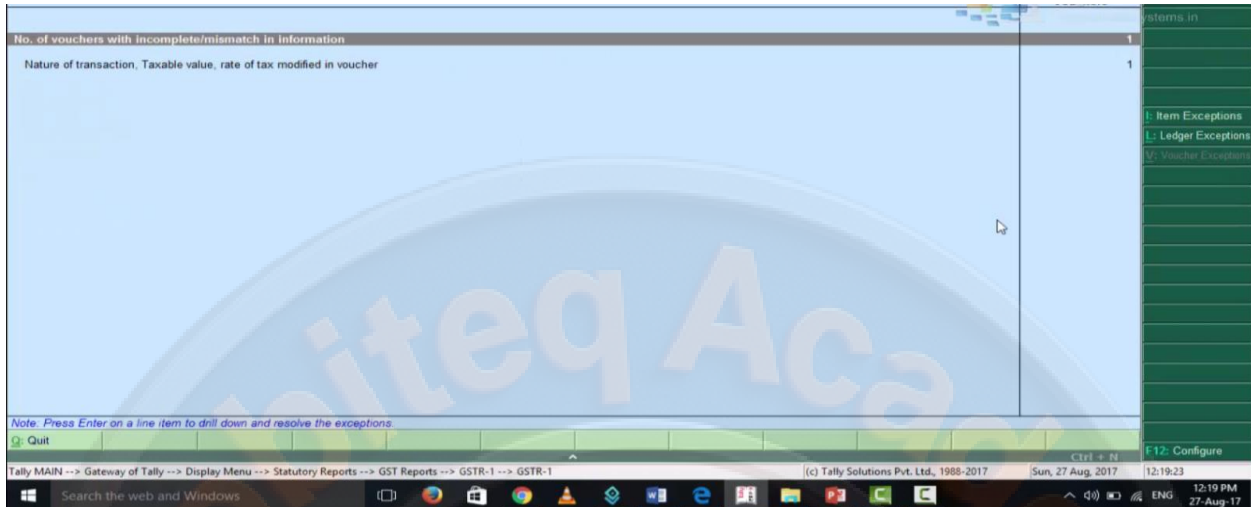 ystems.in
No. of vouchers with incomplete/mismatch in information 1
Nature of transaction, Taxable value, rate of tax modified in voucher 1
I: Item Exceptions
L: Ledger Exceptions
V: Voucher Exceptions
biteq Aca
Note: Press Enter on a line item to drill down and resolve the exceptions.
Q: Quit
F12: Configure
Ctrl + N
Tally MAIN --> Gateway of Tally --> Display Menu --> Statutory Reports --> GST Reports --> GSTR-1 --> GSTR-1 (c) Tally Solutions Pvt. Ltd., 1988-2017 Sun, 27 Aug, 2017 12:19:23
Search the web and Windows ENG 12:19 PM
27-Aug-17